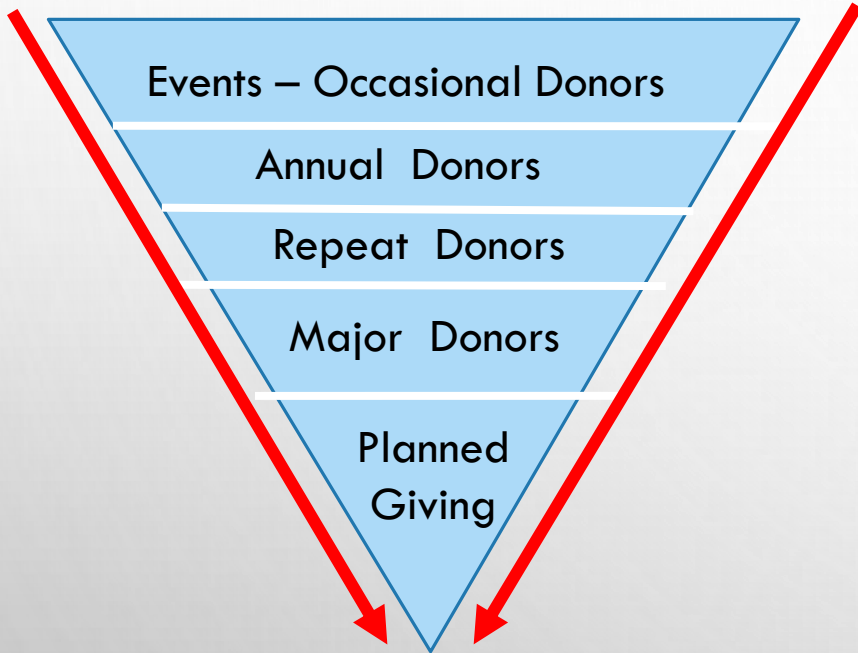 Events – Occasional Donors
Annual Donors
Repeat Donors
Major Donors
Planned
Giving